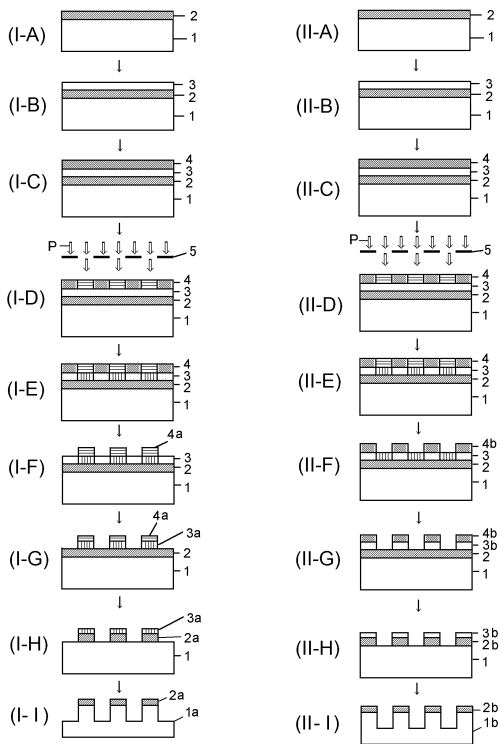 (I-A) 2 1
(I-B) 3 2 1
(I-C) 4 3 2 1
P 5
(I-D) 4 3 2 1
(I-E) 4 3 2 1
(I-F) 4a 3 2 1
(I-G) 4a 3a 2 1
(I-H) 3a 2a 1
(I-I) 2a 1a
(II-A) 2 1
(II-B) 3 2 1
(II-C) 4 3 2 1
P 5
(II-D) 4 3 2 1
(II-E) 4 3 2 1
(II-F) 4b 3 2 1
(II-G) 4b 3b 2 1
(II-H) 3b 2b 1
(II-I) 2b 1b